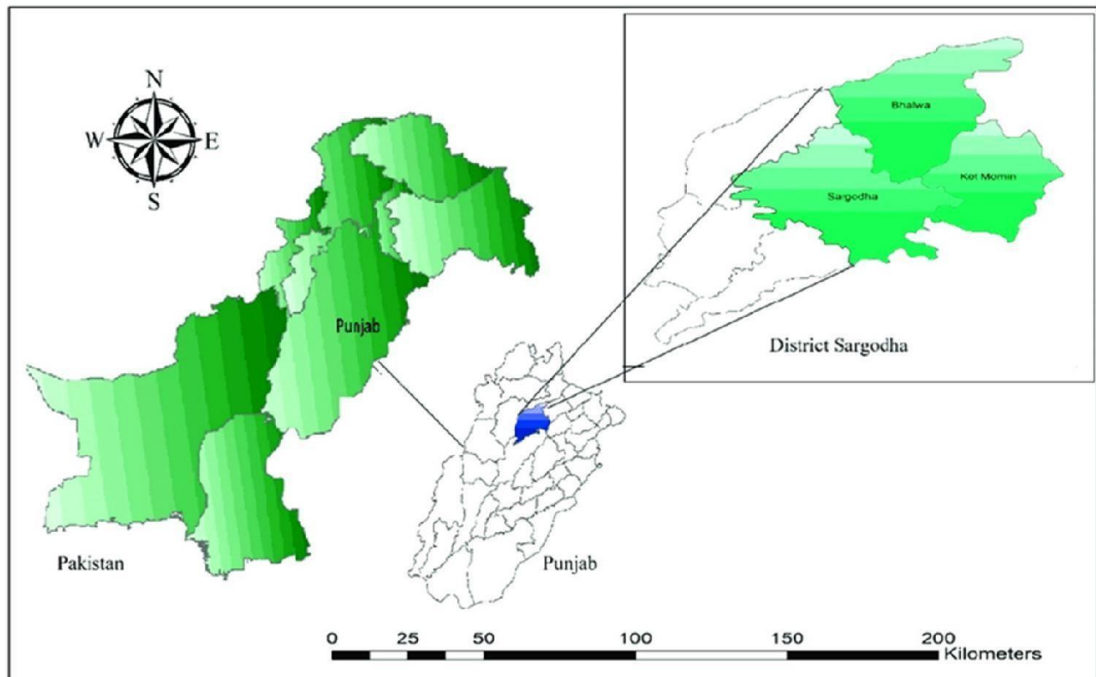 N
W E
S
Bhalwa
Kot Momin
Sargodha
Punjab
District Sargodha
Pakistan
Punjab
0 25 50 100 150 200
Kilometers